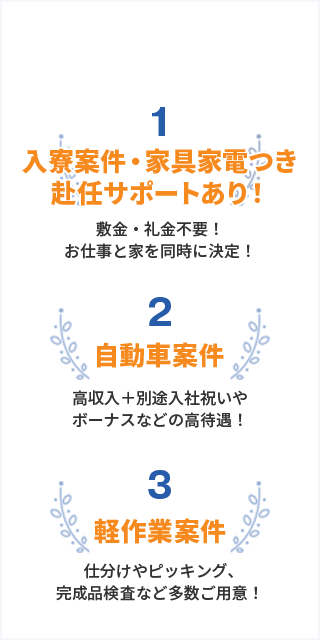 1
入寮案件・家具家電つき
赴任サポートあり！
敷金・礼金不要！
お仕事と家を同時に決定！
2
自動車案件
高収入＋別途入社祝いや
ボーナスなどの高待遇！
3
軽作業案件
仕分けやピッキング、
完成品検査など多数ご用意！